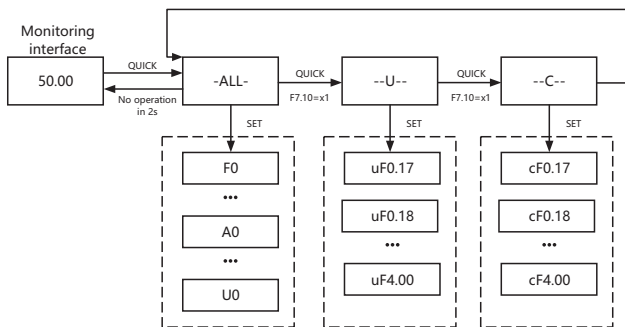 Monitoring
interface
50.00
QUICK
No operation
in 2s
-ALL-
QUICK
F7.10=x1
--U--
QUICK
F7.10=x1
--C--
SET
SET
SET
F0
•••
A0
•••
U0
uF0.17
uF0.18
•••
uF4.00
cF0.17
cF0.18
•••
cF4.00